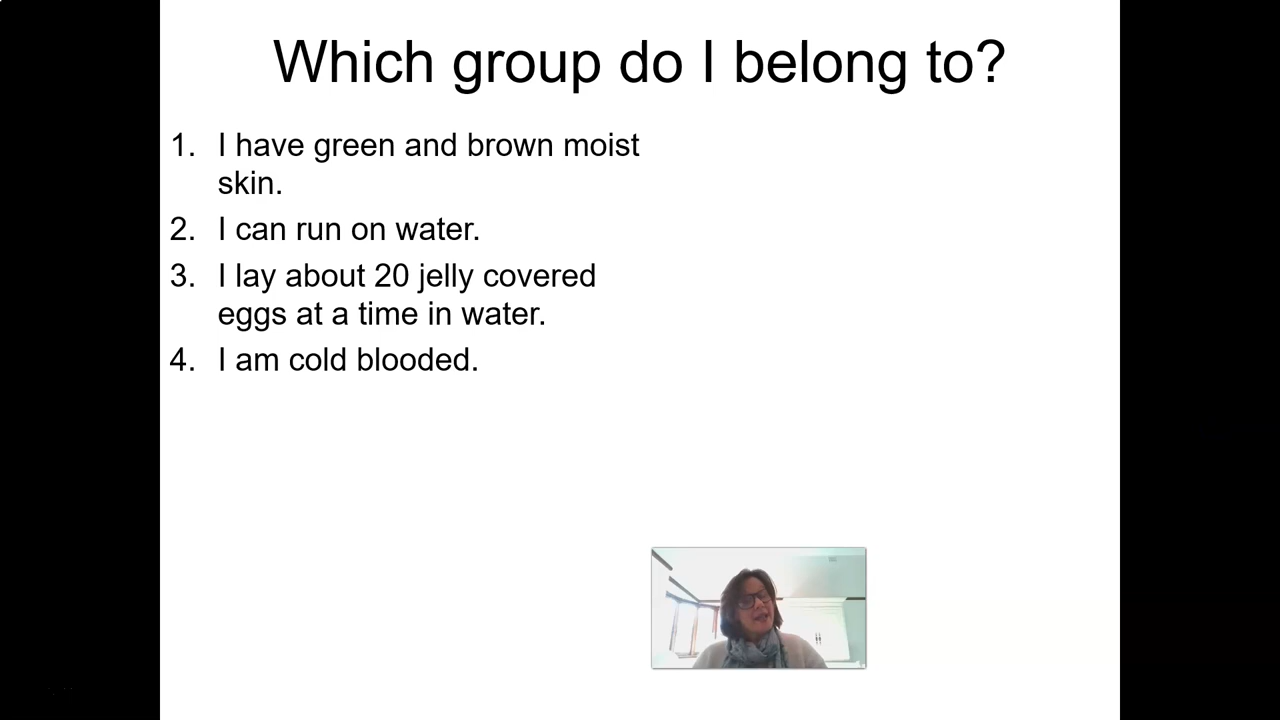 Which group do I belong to?
1. I have green and brown moist
skin.
2. I can run on water.
3. I lay about 20 jelly covered
eggs at a time in water.
4. I am cold blooded.